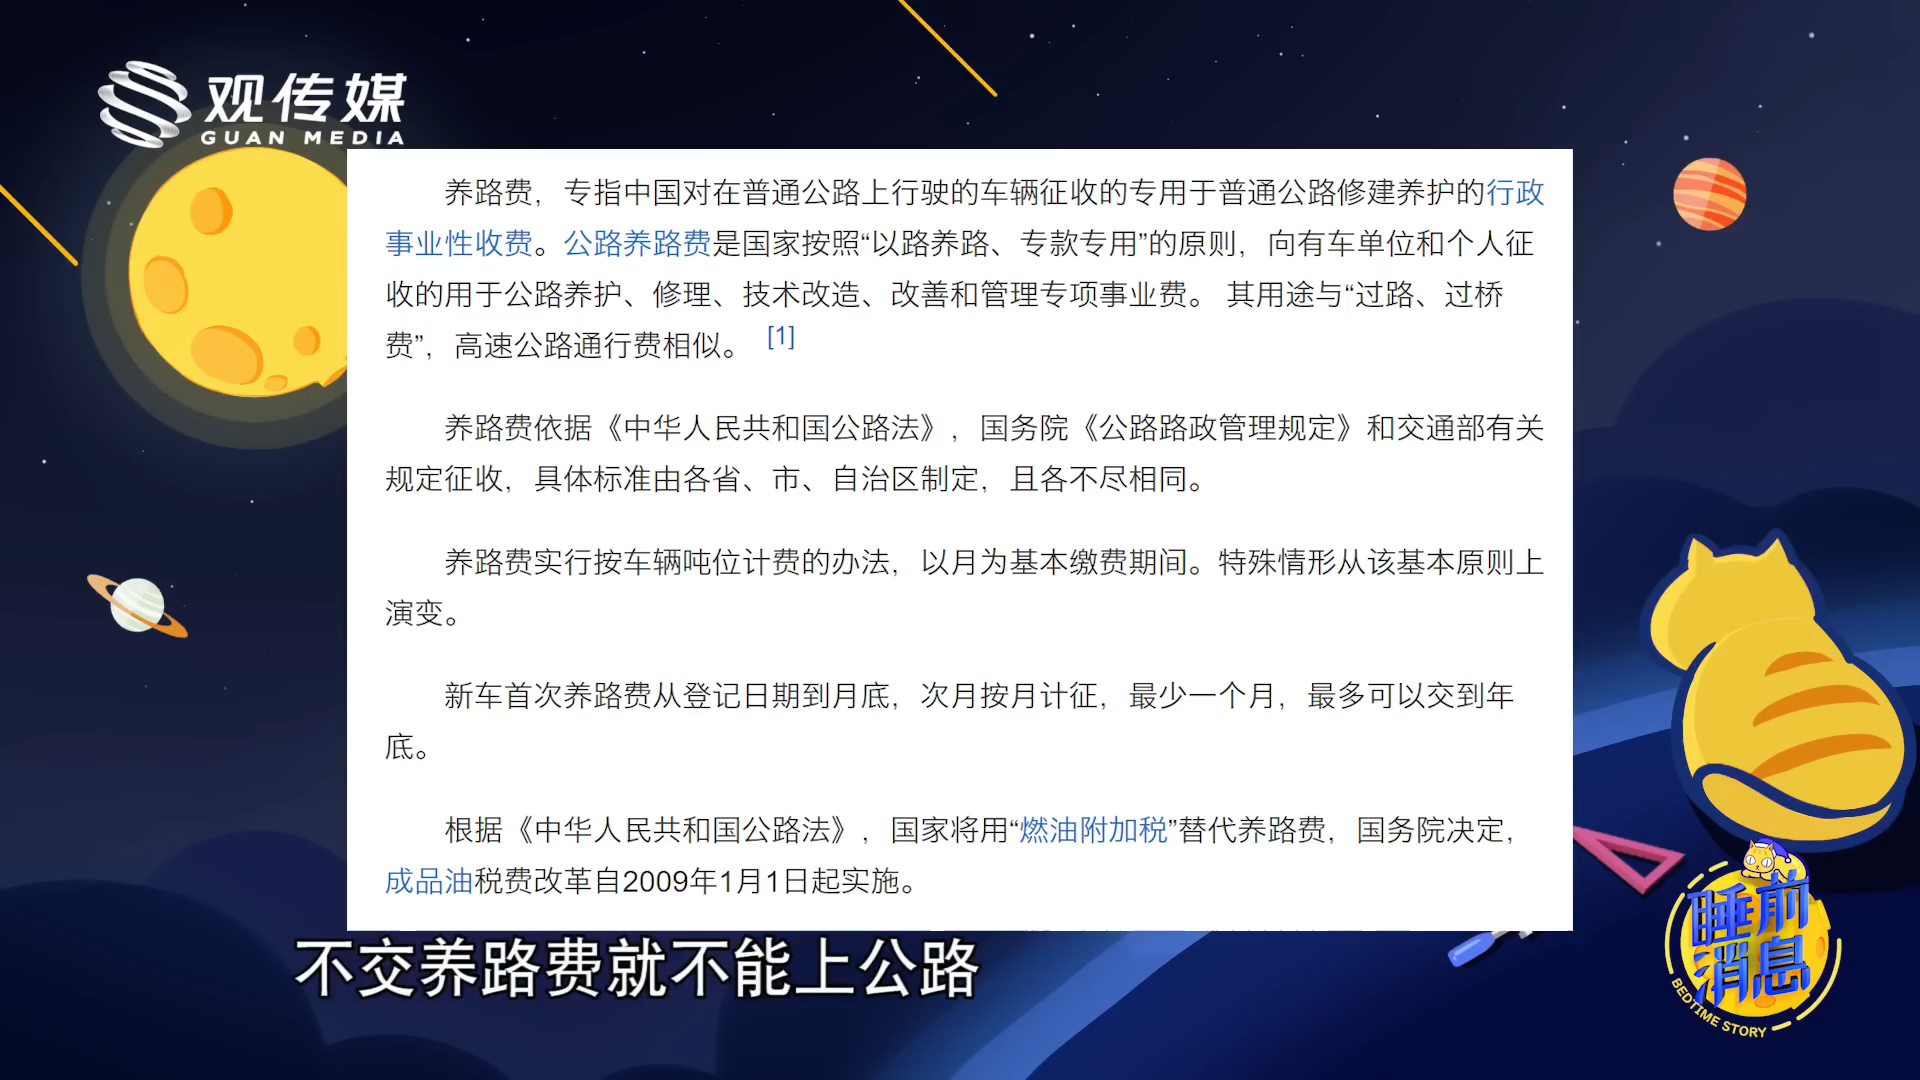 观传媒
GUAN MEDIA
养路费，专指中国对在普通公路上行驶的车辆征收的专用于普通公路修建养护的行政
事业性收费。公路养路费是国家按照“以路养路、专款专用”的原则，向有车单位和个人征
收的用于公路养护、修理、技术改造、改善和管理专项事业费。 其用途与“过路、过桥
费”，高速公路通行费相似。 [1]
养路费依据《中华人民共和国公路法》，国务院《公路路政管理规定》和交通部有关
规定征收，具体标准由各省、市、自治区制定，且各不尽相同。
养路费实行按车辆吨位计费的办法，以月为基本缴费期间。特殊情形从该基本原则上
演变。
新车首次养路费从登记日期到月底，次月按月计征，最少一个月，最多可以交到年
底。
根据《中华人民共和国公路法》，国家将用“燃油附加税”替代养路费，国务院决定，
成品油税费改革自2009年1月1日起实施。
不交养路费就不能上公路
睡前
消息
BEDTIME STORY